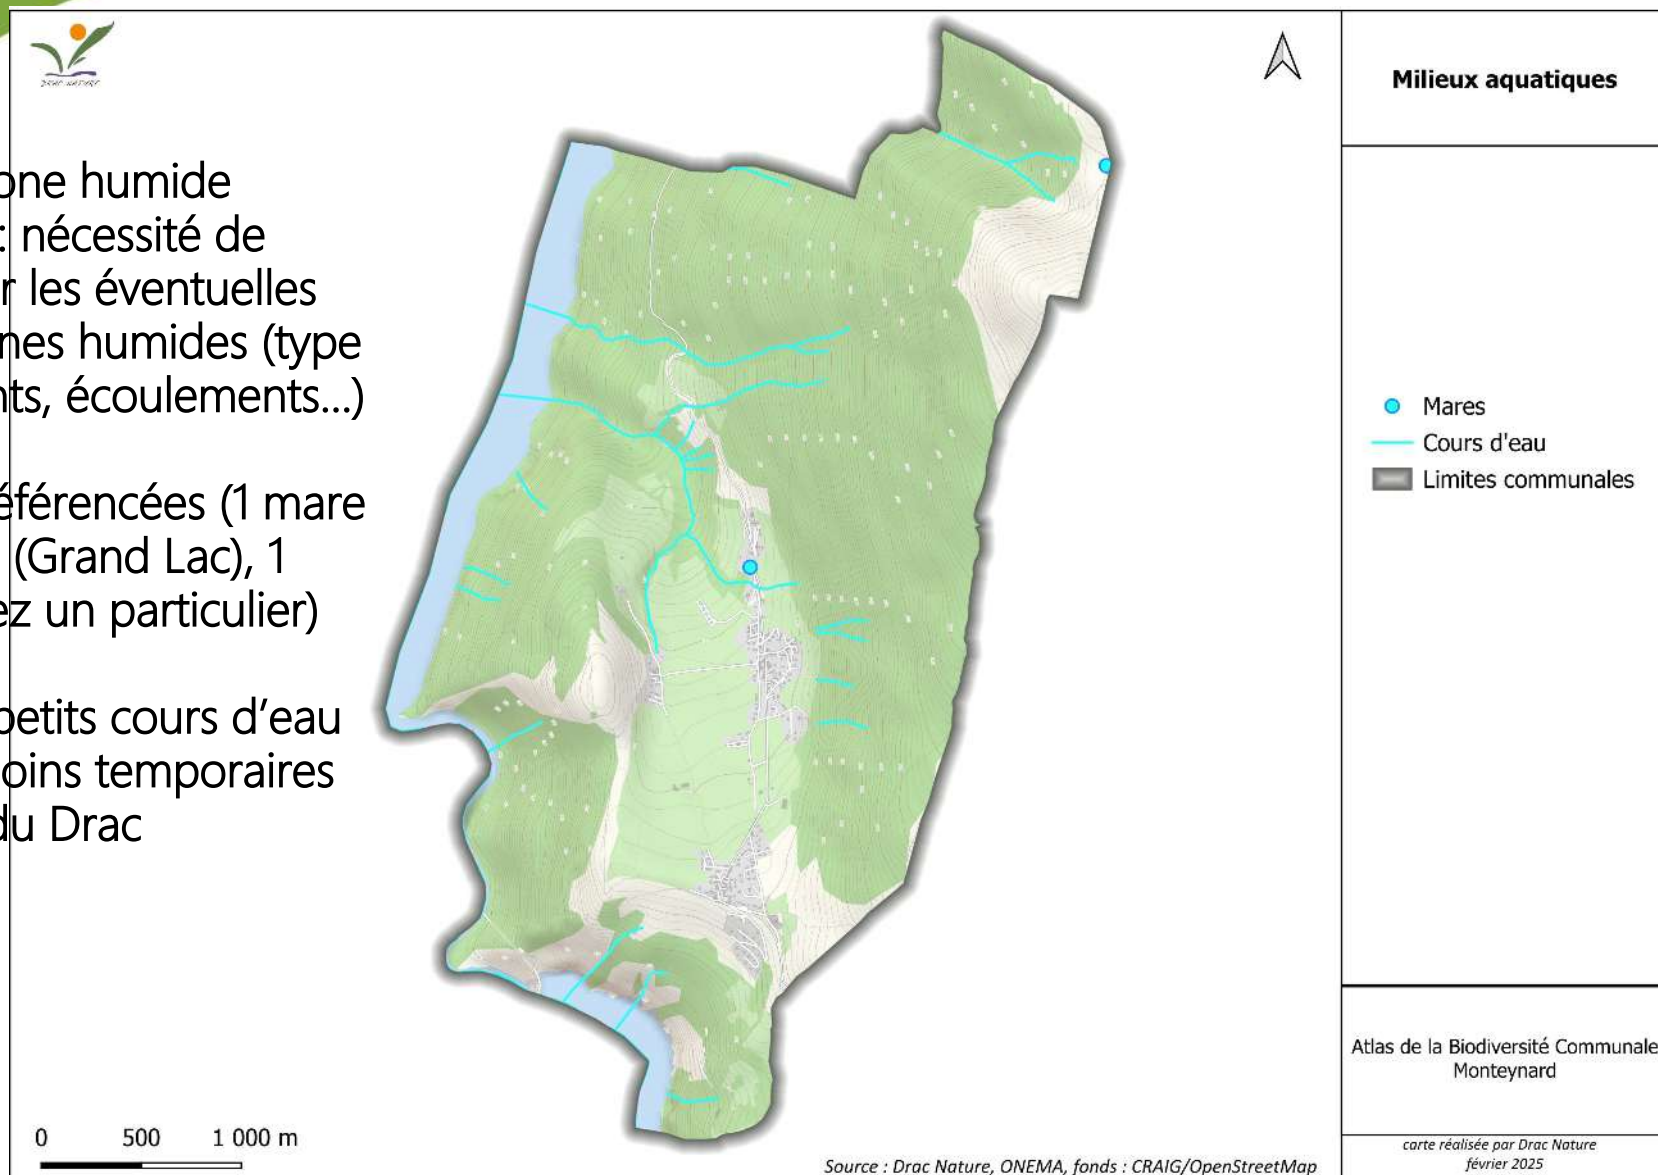 DRAC NATURE
one humide
: nécessité de
r les éventuelles
nes humides (type
nts, écoulements...)
éférencées (1 mare
(Grand Lac), 1
ez un particulier)
petits cours d'eau
oins temporaires
du Drac
Milieux aquatiques
Mares
Cours d'eau
Limites communales
Atlas de la Biodiversité Communale
Monteynard
carte réalisée par Drac Nature
février 2025
0 500 1 000 m
Source : Drac Nature, ONEMA, fonds : CRAIG/OpenStreetMap